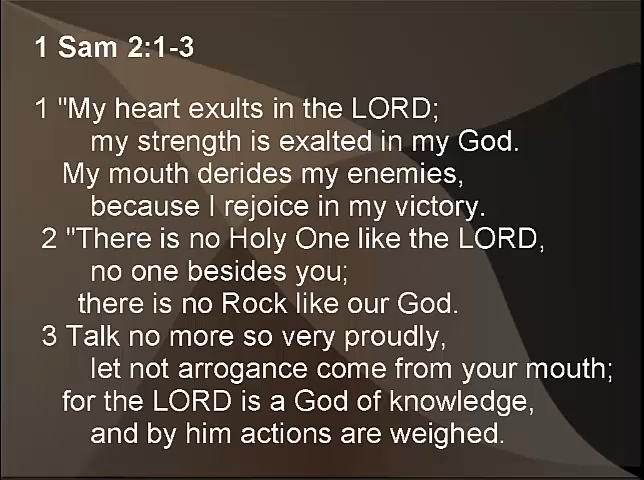 1 Sam 2:1-3
1 "My heart exults in the LORD;
my strength is exalted in my God.
My mouth derides my enemies,
because I rejoice in my victory.
2 "There is no Holy One like the LORD,
no one besides you;
there is no Rock like our God.
3 Talk no more so very proudly,
let not arrogance come from your mouth;
for the LORD is a God of knowledge,
and by him actions are weighed.